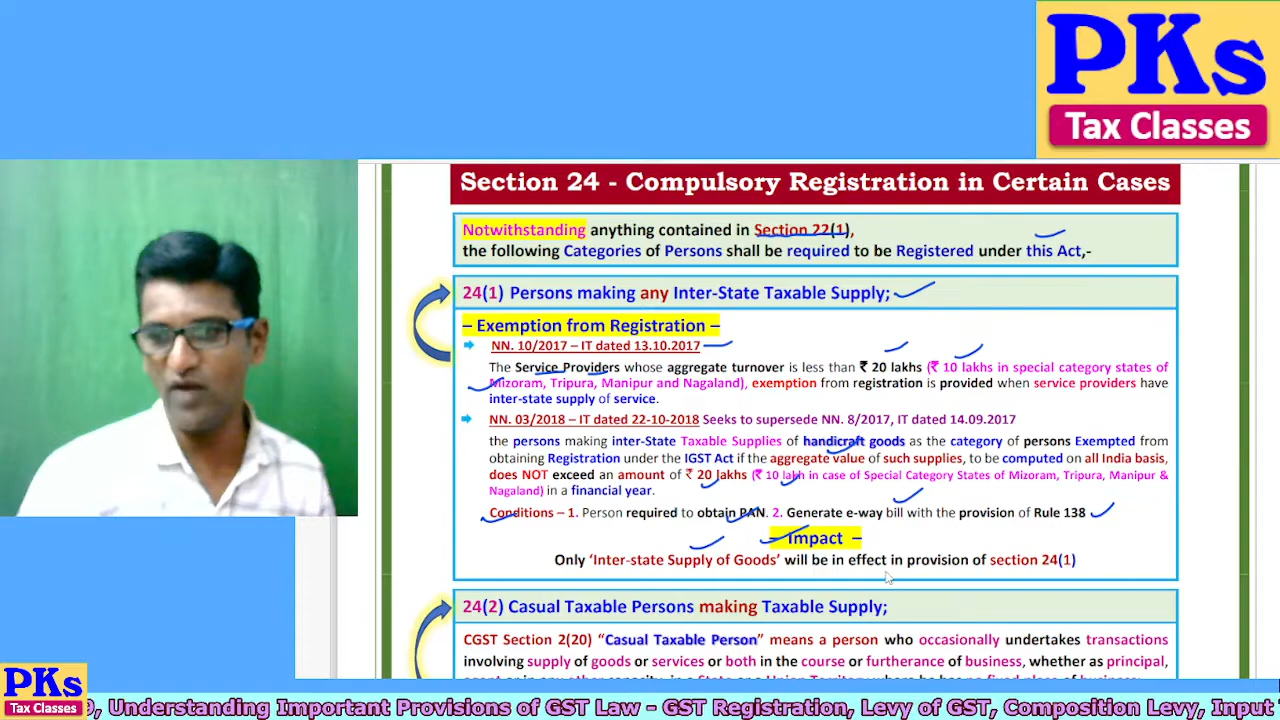 PKs
Tax Classes
Section 24 - Compulsory Registration in Certain Cases
Notwithstanding anything contained in Section 22(1),
the following Categories of Persons shall be required to be Registered under this Act,-
24(1) Persons making any Inter-State Taxable Supply;
– Exemption from Registration –
NN. 10/2017 – IT dated 13.10.2017
The Service Providers whose aggregate turnover is less than ₹ 20 lakhs (₹ 10 lakhs in special category states of
Mizoram, Tripura, Manipur and Nagaland), exemption from registration is provided when service providers have
inter-state supply of service.
NN. 03/2018 – IT dated 22-10-2018 Seeks to supersede NN. 8/2017, IT dated 14.09.2017
the persons making inter-State Taxable Supplies of handicraft goods as the category of persons Exempted from
obtaining Registration under the IGST Act if the aggregate value of such supplies, to be computed on all India basis,
does NOT exceed an amount of ₹ 20 lakhs (₹ 10 lakh in case of Special Category States of Mizoram, Tripura, Manipur &
Nagaland) in a financial year.
Conditions – 1. Person required to obtain PAN. 2. Generate e-way bill with the provision of Rule 138
– Impact –
Only ‘Inter-state Supply of Goods’ will be in effect in provision of section 24(1)
24(2) Casual Taxable Persons making Taxable Supply;
CGST Section 2(20) “Casual Taxable Person” means a person who occasionally undertakes transactions
involving supply of goods or services or both in the course or furtherance of business, whether as principal,
PKs
Tax Classes
, Understanding Important Provisions of GST Law – GST Registration, Levy of GST, Composition Levy, Input